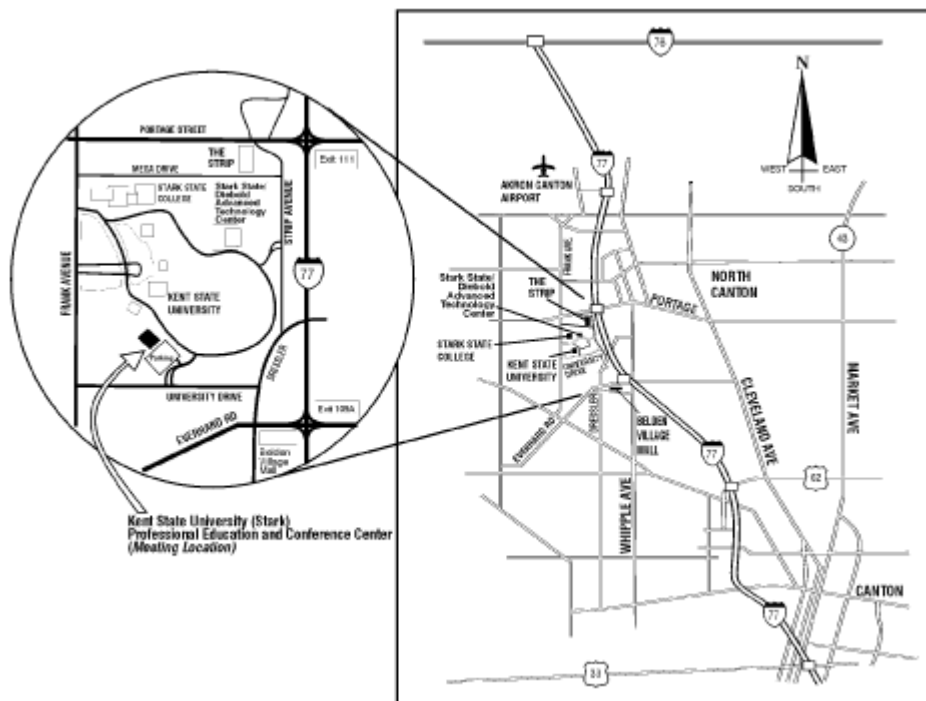 PORTAGE STREET
THE
STRIP
Exit 111
MEGA DRIVE
STARK STATE
COLLEGE
Stark State/
Diebold
Advanced
Technology
Center
STRIP AVENUE
77
FRANK AVENUE
KENT STATE
UNIVERSITY
Parking
DRESSLER
UNIVERSITY DRIVE
EVERHARD RD
Exit 109A
Belden
Village
Mall
Kent State University (Stark)
Professional Education and Conference Center
(Meeting Location)
76
N
WEST
EAST
SOUTH
77
AKRON CANTON
AIRPORT
FRANK AVE.
43
NORTH
CANTON
Stark State/
Diebold
Advanced
Technology
Center
THE
STRIP
PORTAGE
STARK STATE
COLLEGE
KENT STATE
UNIVERSITY
UNIVERSITY
DRIVE
DRESSLER
EVERHARD RD
BELDEN
VILLAGE
MALL
CLEVELAND AVE
MARKET AVE
WHIPPLE AVE
77
62
CANTON
77